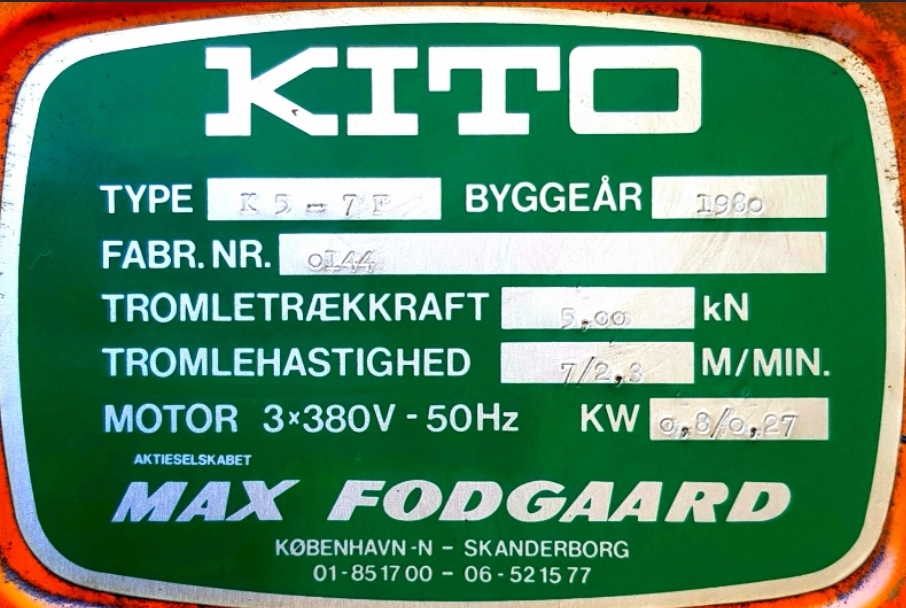 KITO
TYPE K5-7F BYGGEÅR 1980
FABR. NR. 0144
TROMLETRÆKKRAFT 5,00 kN
TROMLEHASTIGHED 7/2,3 M/MIN.
MOTOR 3×380V - 50Hz KW 0,8/0,27
AKTIESELSKABET
MAX FODGAARD
KØBENHAVN-N – SKANDERBORG
01-851700 – 06-521577